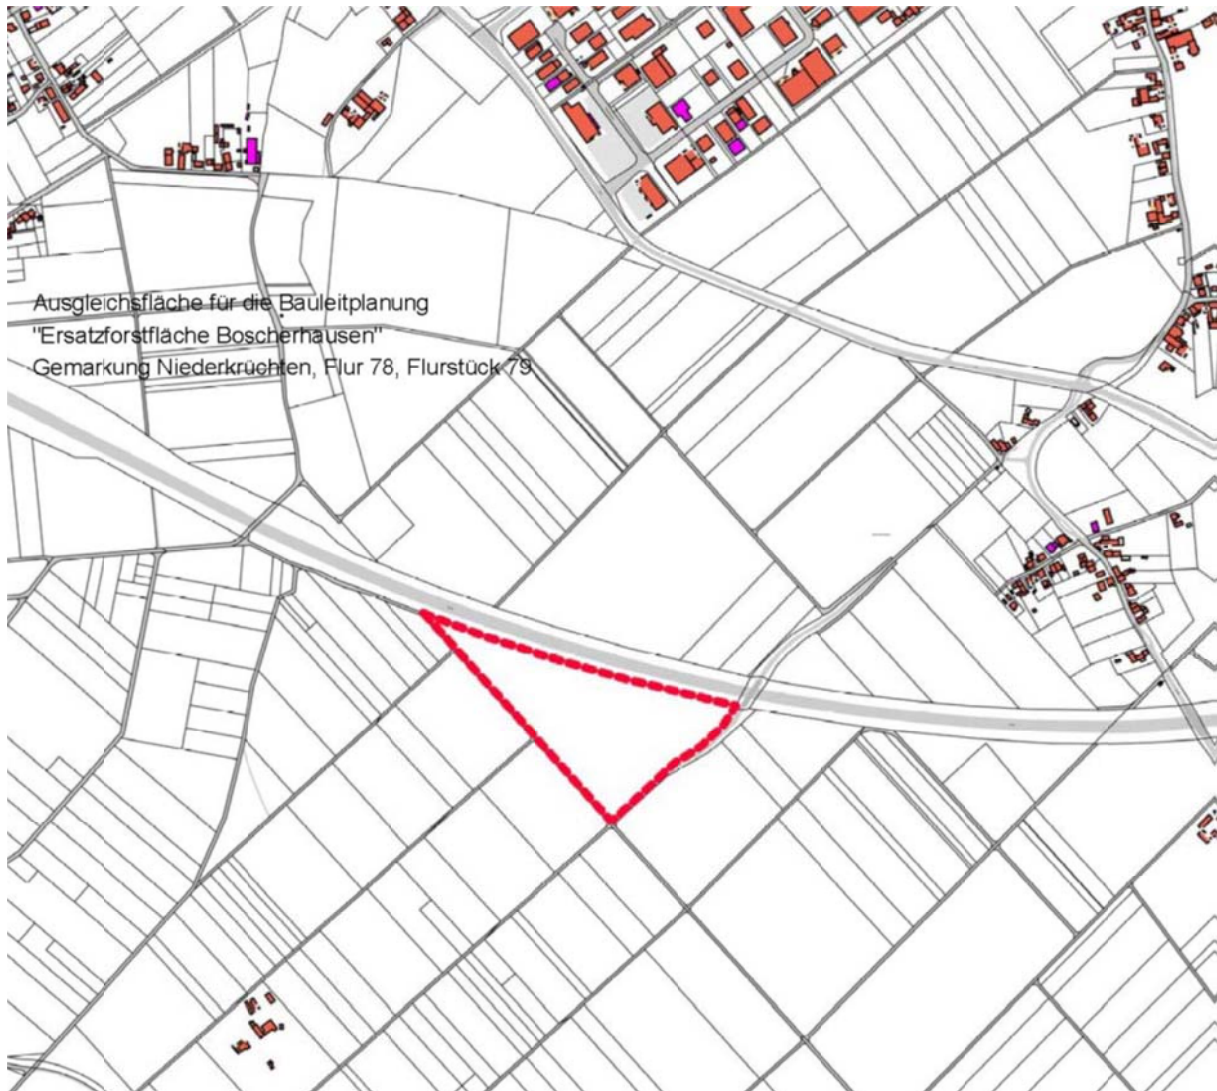 Ausgleichsfläche für die Bauleitplanung
"Ersatzforstfläche Boscherhausen"
Gemarkung Niederkrüchten, Flur 78, Flurstück 79